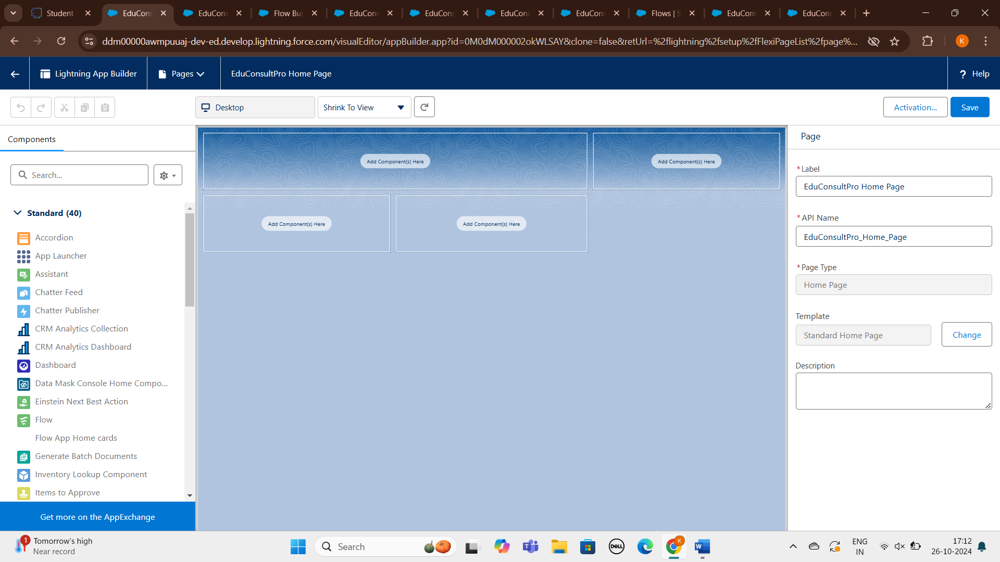 Student
EduCons
EduCons
Flow Bui
EduCons
EduCons
EduCons
EduCons
Flows | S
EduCons
EduCons
ddm00000awmpuuaj-dev-ed.develop.lightning.force.com/visualEditor/appBuilder.app?id=0M0dM000002okWLSAY&clone=false&retUrl=%2flightning%2fsetup%2fFlexiPageList%2fpage%...
K
Lightning App Builder
Pages
EduConsultPro Home Page
? Help
Desktop
Shrink To View
Activation...
Save
Components
Search...
Standard (40)
Accordion
App Launcher
Assistant
Chatter Feed
Chatter Publisher
CRM Analytics Collection
CRM Analytics Dashboard
Dashboard
Data Mask Console Home Compo...
Einstein Next Best Action
Flow
Flow App Home cards
Generate Batch Documents
Inventory Lookup Component
Items to Approve
Get more on the AppExchange
Add Component(s) Here
Add Component(s) Here
Add Component(s) Here
Add Component(s) Here
Page
*Label
EduConsultPro Home Page
*API Name
EduConsultPro_Home_Page
*Page Type
Home Page
Template
Standard Home Page
Change
Description
1
Tomorrow's high
Near record
Search
DELL
K
W
ENG
IN
17:12
26-10-2024